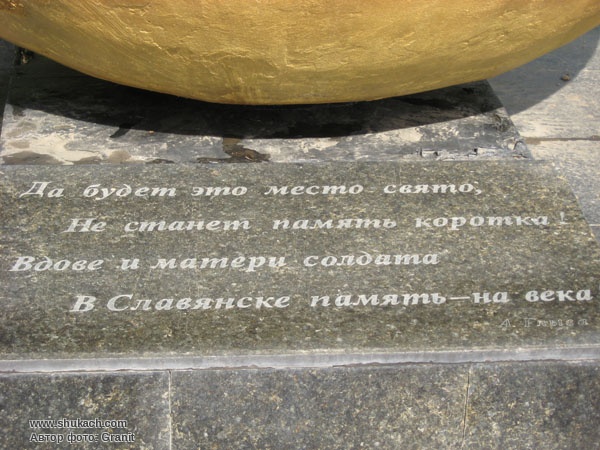 Да будет это место свято,
Не станет память коротка!
Вдове и матери солдата
В Славянске память – на века
А.
www.shukach.com
Автор фото: Granit